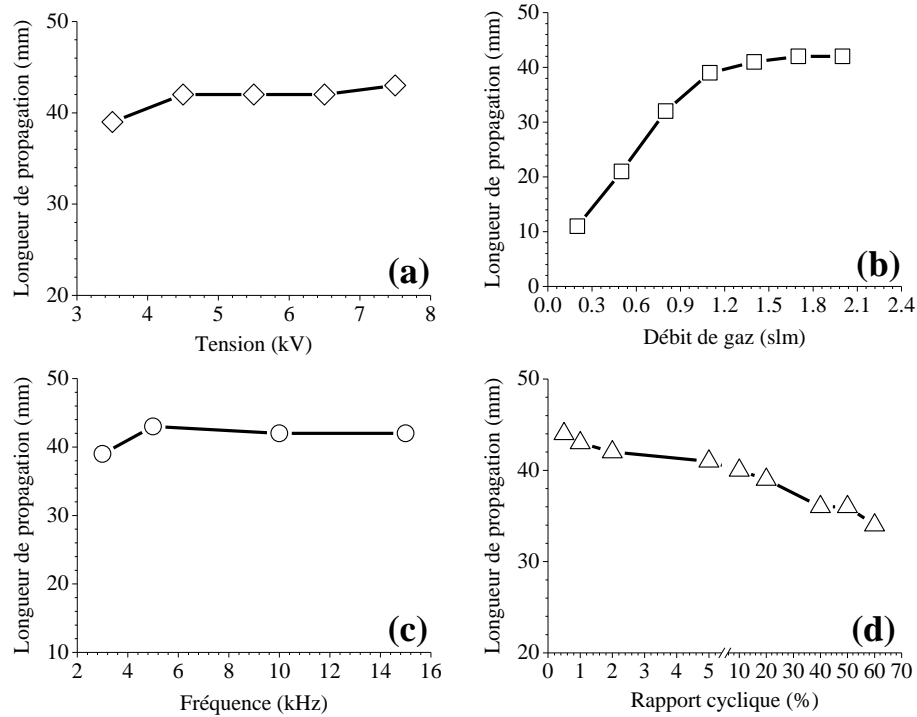 50
40
30
20
3 4 5 6 7 8
Longueur de propagation (mm)
Tension (kV)
(a)
50
40
30
20
10
0
0.0 0.3 0.6 0.9 1.2 1.5 1.8 2.1 2.4
Longueur de propagation (mm)
Débit de gaz (slm)
(b)
50
40
30
20
10
2 4 6 8 10 12 14 16
Longueur de propagation (mm)
Fréquence (kHz)
(c)
50
40
30
20
0 1 2 3 4 5 10 20 30 40 50 60 70
Longueur de propagation (mm)
Rapport cyclique (%)
(d)